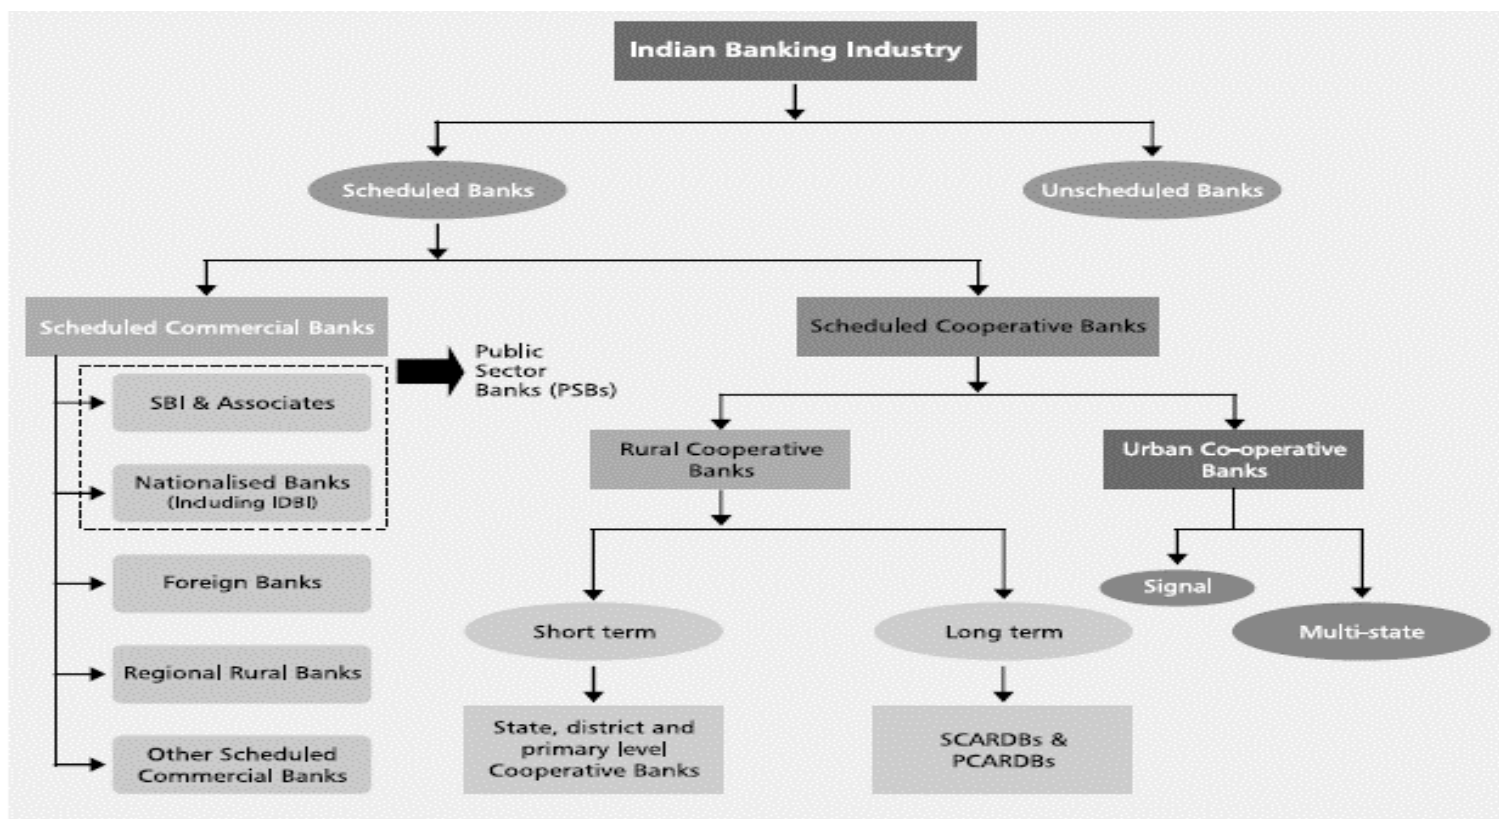 Indian Banking Industry
Scheduled Banks
Unscheduled Banks
Scheduled Commercial Banks
Scheduled Cooperative Banks
Public
Sector
Banks (PSBs)
SBI & Associates
Nationalised Banks
(Including IDBI)
Foreign Banks
Regional Rural Banks
Other Scheduled
Commercial Banks
Rural Cooperative
Banks
Urban Co-operative
Banks
Short term
Long term
Signal
Multi-state
State, district and
primary level
Cooperative Banks
SCARDBs &
PCARDBs